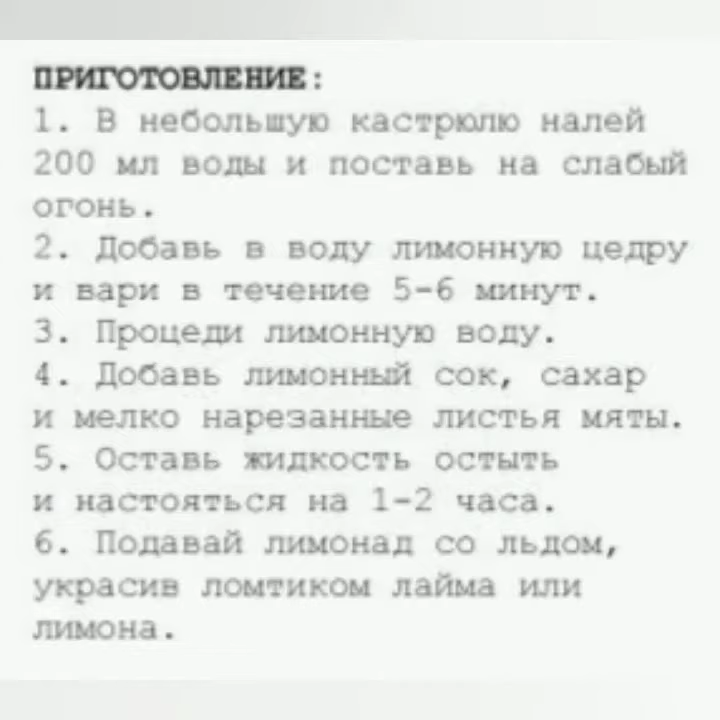 ПРИГОТОВЛЕНИЕ:
1. В небольшую кастрюлю налей
200 мл воды и поставь на слабый
огонь.
2. Добавь в воду лимонную цедру
и вари в течение 5-6 минут.
3. Процеди лимонную воду.
4. Добавь лимонный сок, сахар
и мелко нарезанные листья мяты.
5. Оставь жидкость остыть
и настояться на 1-2 часа.
6. Подавай лимонад со льдом,
украсив ломтиком лайма или
лимона.